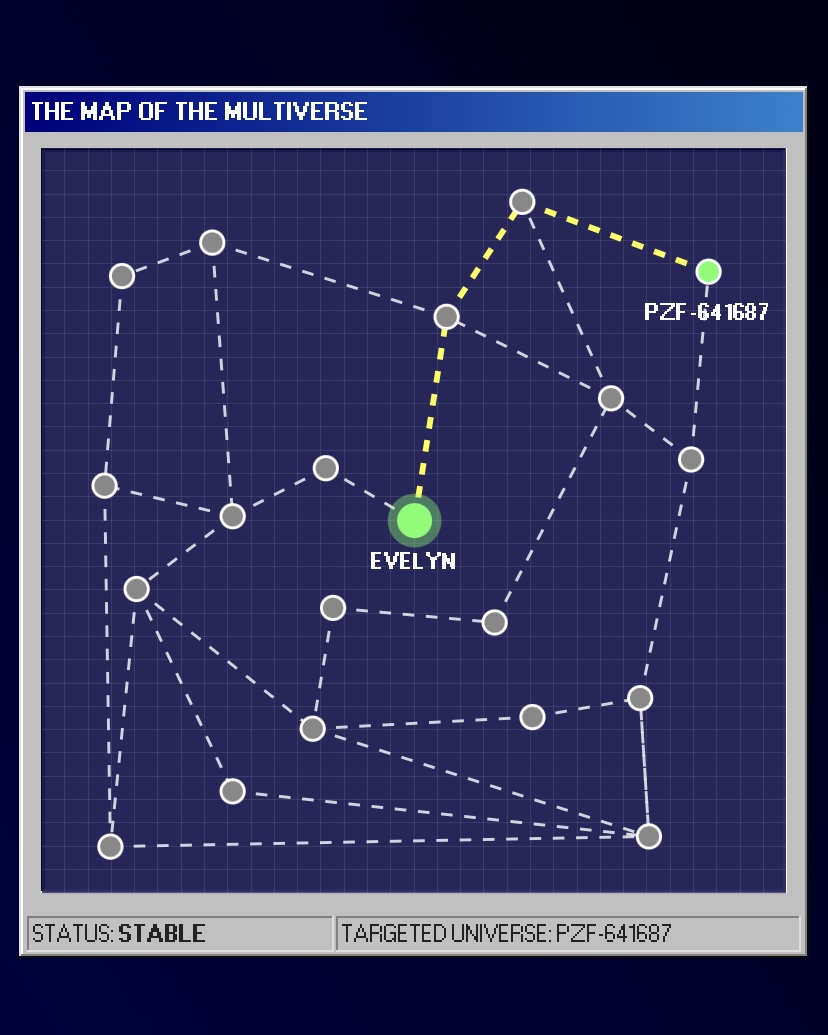 THE MAP OF THE MULTIVERSE
PZF-641687
EVELYN
STATUS: STABLE
TARGETED UNIVERSE: PZF-641687